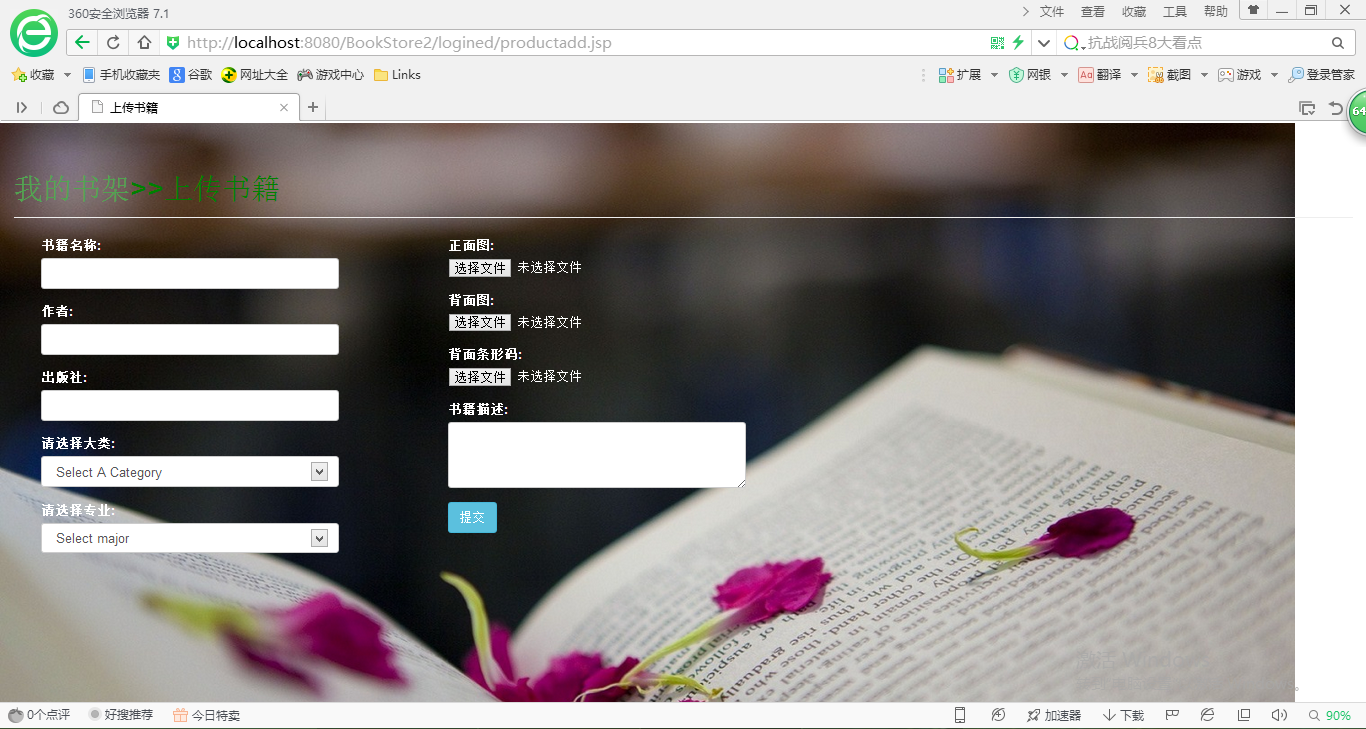 360安全浏览器 7.1
文件 查看 收藏 工具 帮助
http://localhost:8080/BookStore2/logined/productadd.jsp
抗战阅兵8大看点
收藏 手机收藏夹 谷歌 网址大全 游戏中心 Links
扩展 网银 翻译 截图 游戏 登录管家
上传书籍
64
我的书架>>上传书籍
书籍名称:
作者:
出版社:
请选择大类:
Select A Category
请选择专业:
Select major
正面图:
选择文件 未选择文件
背面图:
选择文件 未选择文件
背面条形码:
选择文件 未选择文件
书籍描述:
提交
0个点评 好搜推荐 今日特卖
加速器 下载 90%